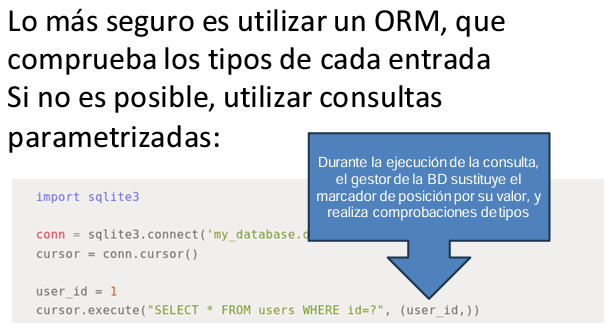 Lo más seguro es utilizar un ORM, que
comprueba los tipos de cada entrada
Si no es posible, utilizar consultas
parametrizadas:
Durante la ejecución de la consulta,
el gestor de la BD sustituye el
marcador de posición por su valor, y
realiza comprobaciones de tipos
import sqlite3
conn = sqlite3.connect('my_database.
cursor = conn.cursor()
user_id = 1
cursor.execute("SELECT * FROM users WHERE id=?", (user_id,))